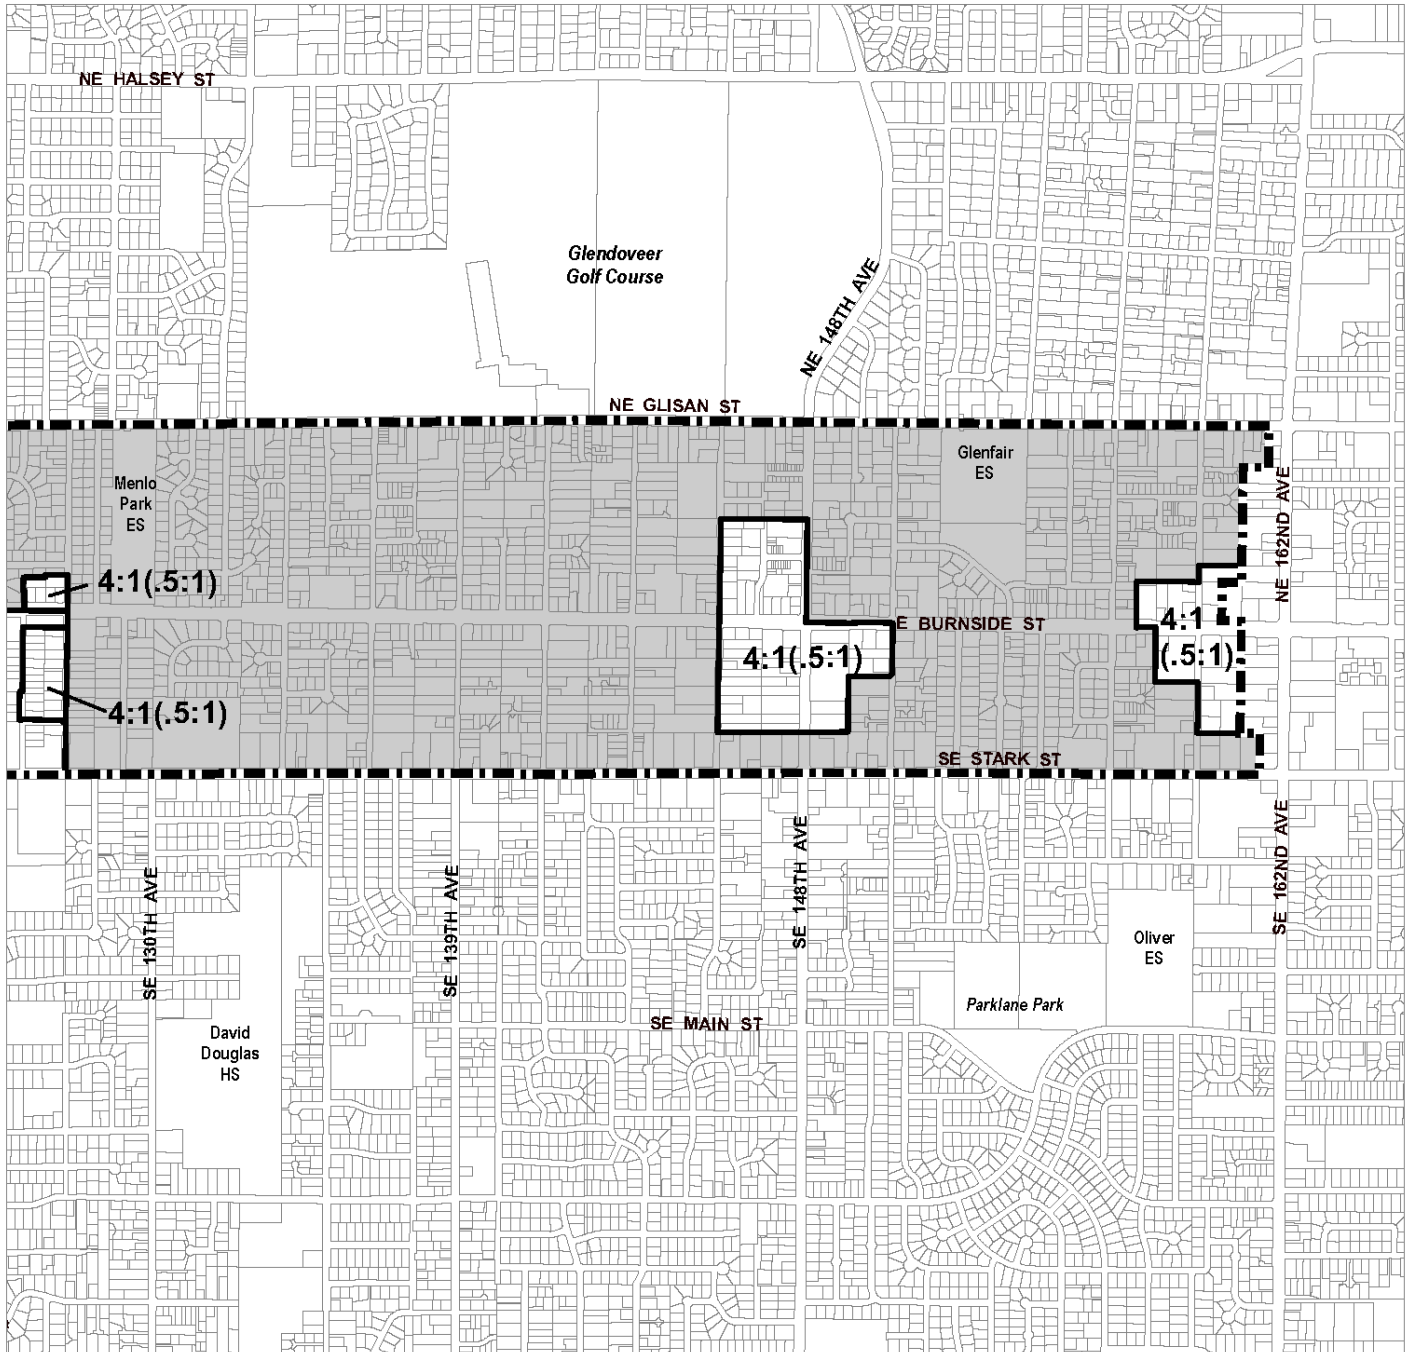 NE HALSEY ST
Glendoveer
Golf Course
NE 148TH AVE
NE GLISAN ST
Glenfair
ES
Menlo
Park
ES
NE 162ND AVE
4:1(.5:1)
E BURNSIDE ST
4:1
(.5:1)
4:1(.5:1)
4:1(.5:1)
SE STARK ST
SE 130TH AVE
SE 139TH AVE
SE 148TH AVE
SE 162ND AVE
Oliver
ES
Parklane Park
SE MAIN ST
David
Douglas
HS